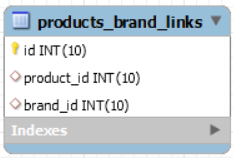 products_brand_links
id INT(10)
product_id INT(10)
brand_id INT(10)
Indexes